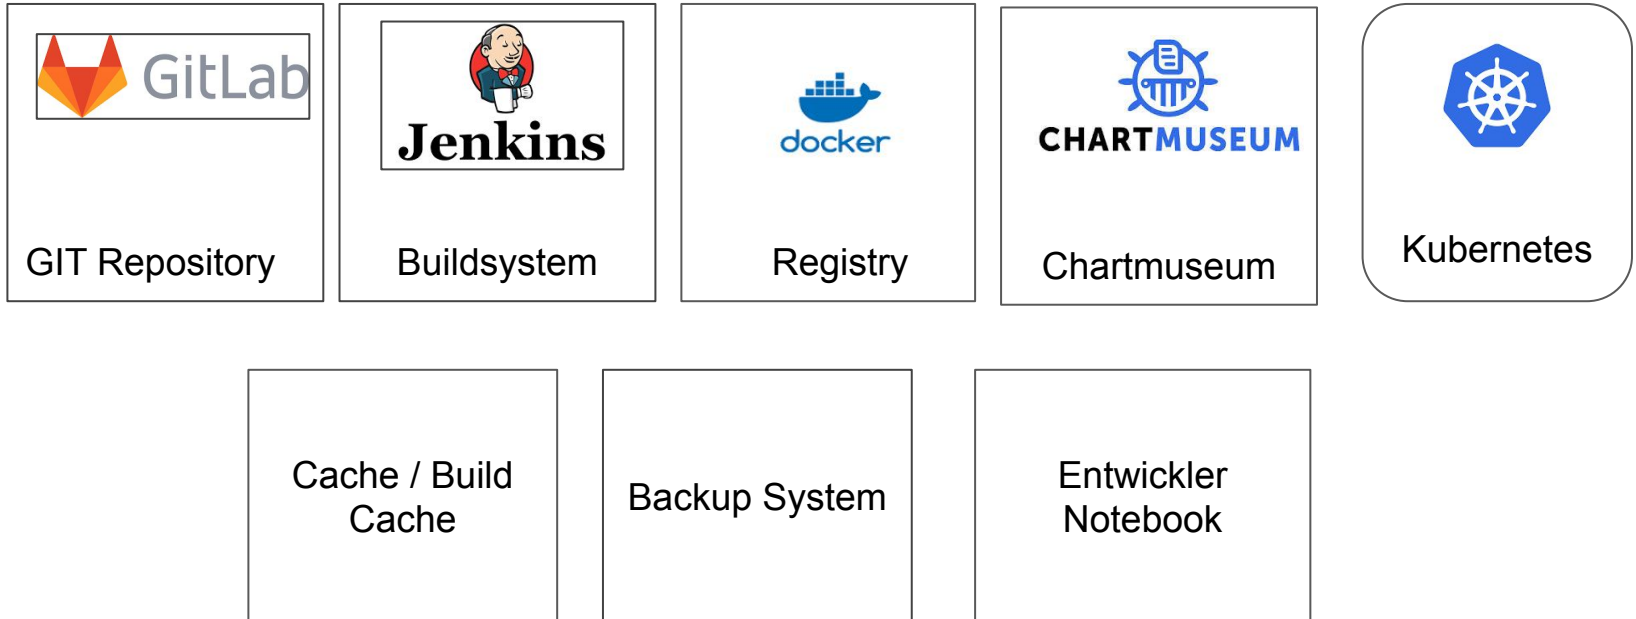 GitLab
Jenkins
docker
CHARTMUSEUM
GIT Repository
Buildsystem
Registry
Chartmuseum
Kubernetes
Cache / Build
Cache
Backup System
Entwickler
Notebook